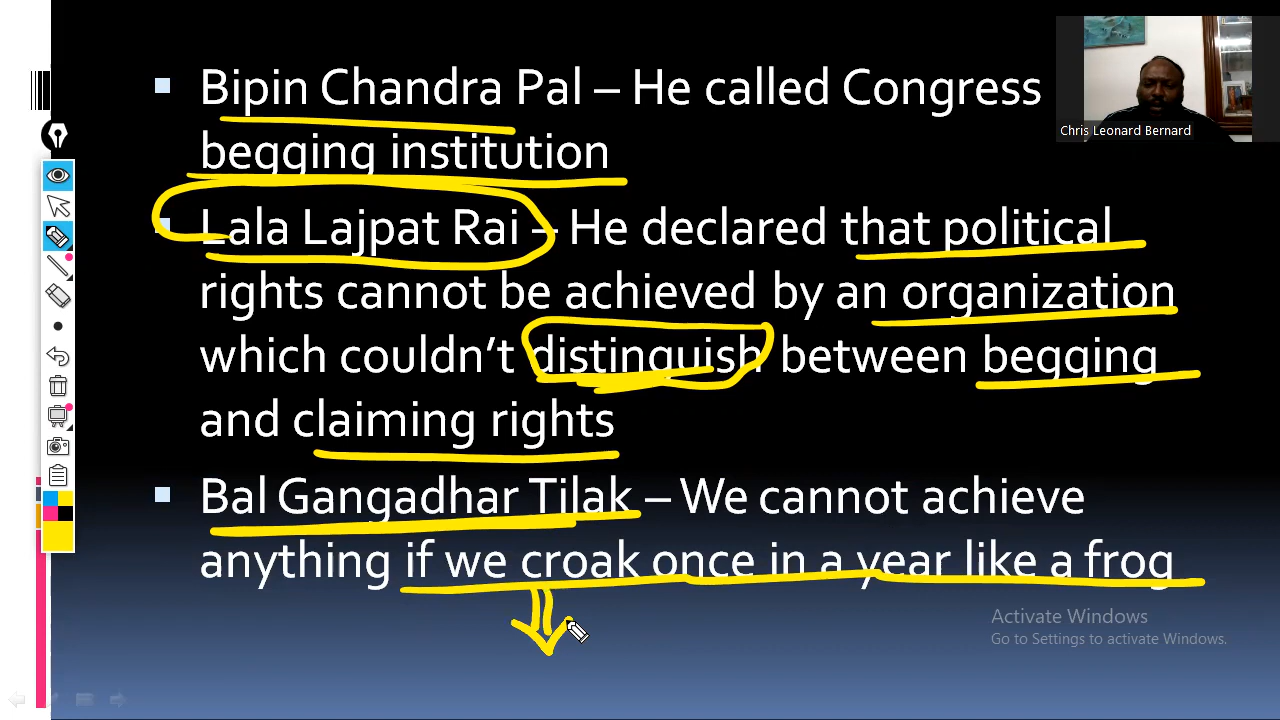 Bipin Chandra Pal – He called Congress
begging institution
Lala Lajpat Rai – He declared that political
rights cannot be achieved by an organization
which couldn't distinguish between begging
and claiming rights
Bal Gangadhar Tilak – We cannot achieve
anything if we croak once in a year like a frog
Chris Leonard Bernard
Activate Windows
Go to Settings to activate Windows.